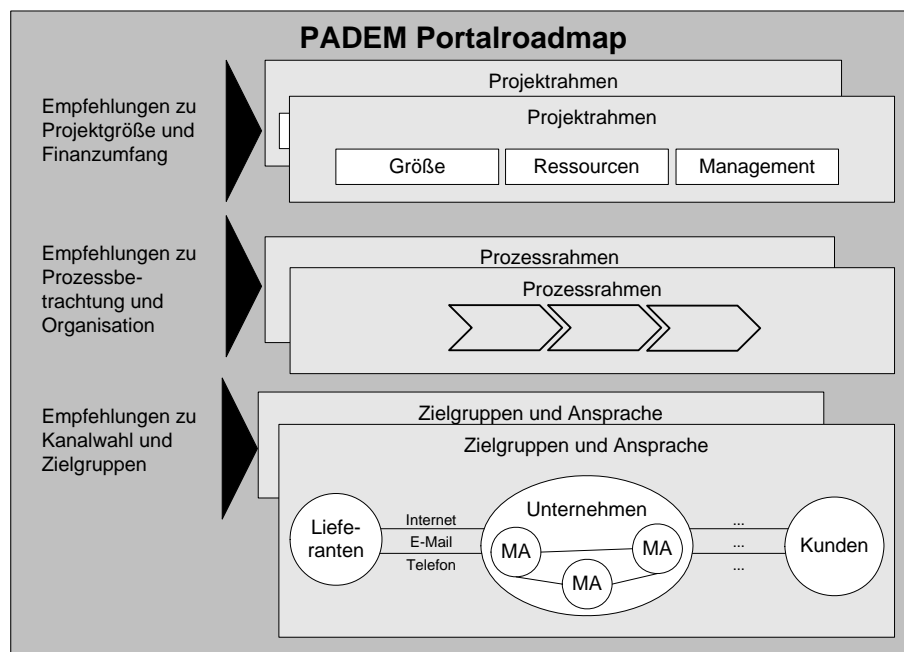 PADEM Portalroadmap
Empfehlungen zu
Projektgröße und
Finanzumfang
Projektrahmen
Projektrahmen
Größe
Ressourcen
Management
Empfehlungen zu
Prozessbe-
trachtung und
Organisation
Prozessrahmen
Prozessrahmen
Empfehlungen zu
Kanalwahl und
Zielgruppen
Zielgruppen und Ansprache
Zielgruppen und Ansprache
Liefe-
ranten
Internet
E-Mail
Telefon
Unternehmen
MA
MA
MA
...
...
...
Kunden